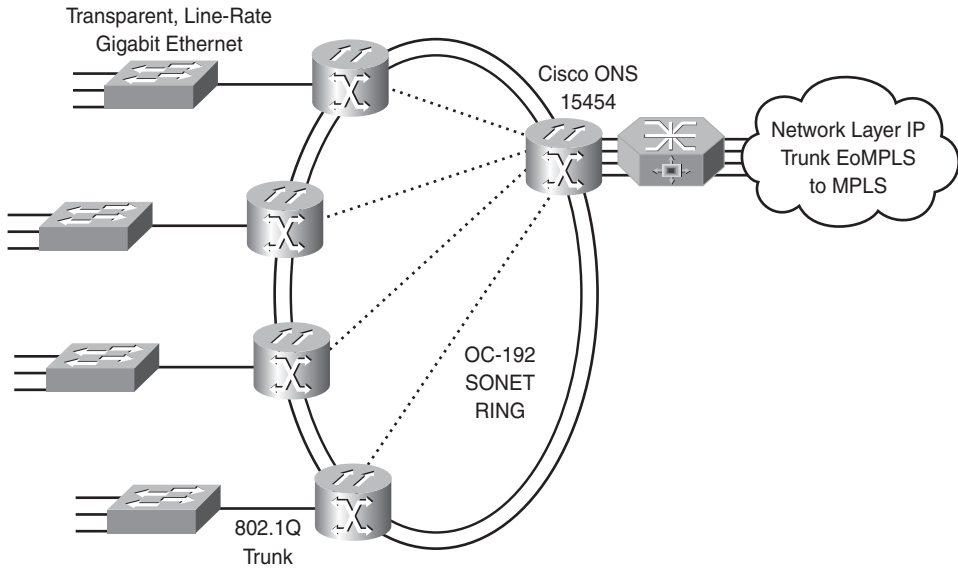 Transparent, Line-Rate
Gigabit Ethernet
Cisco ONS
15454
Network Layer IP
Trunk EoMPLS
to MPLS
OC-192
SONET
RING
802.1Q
Trunk